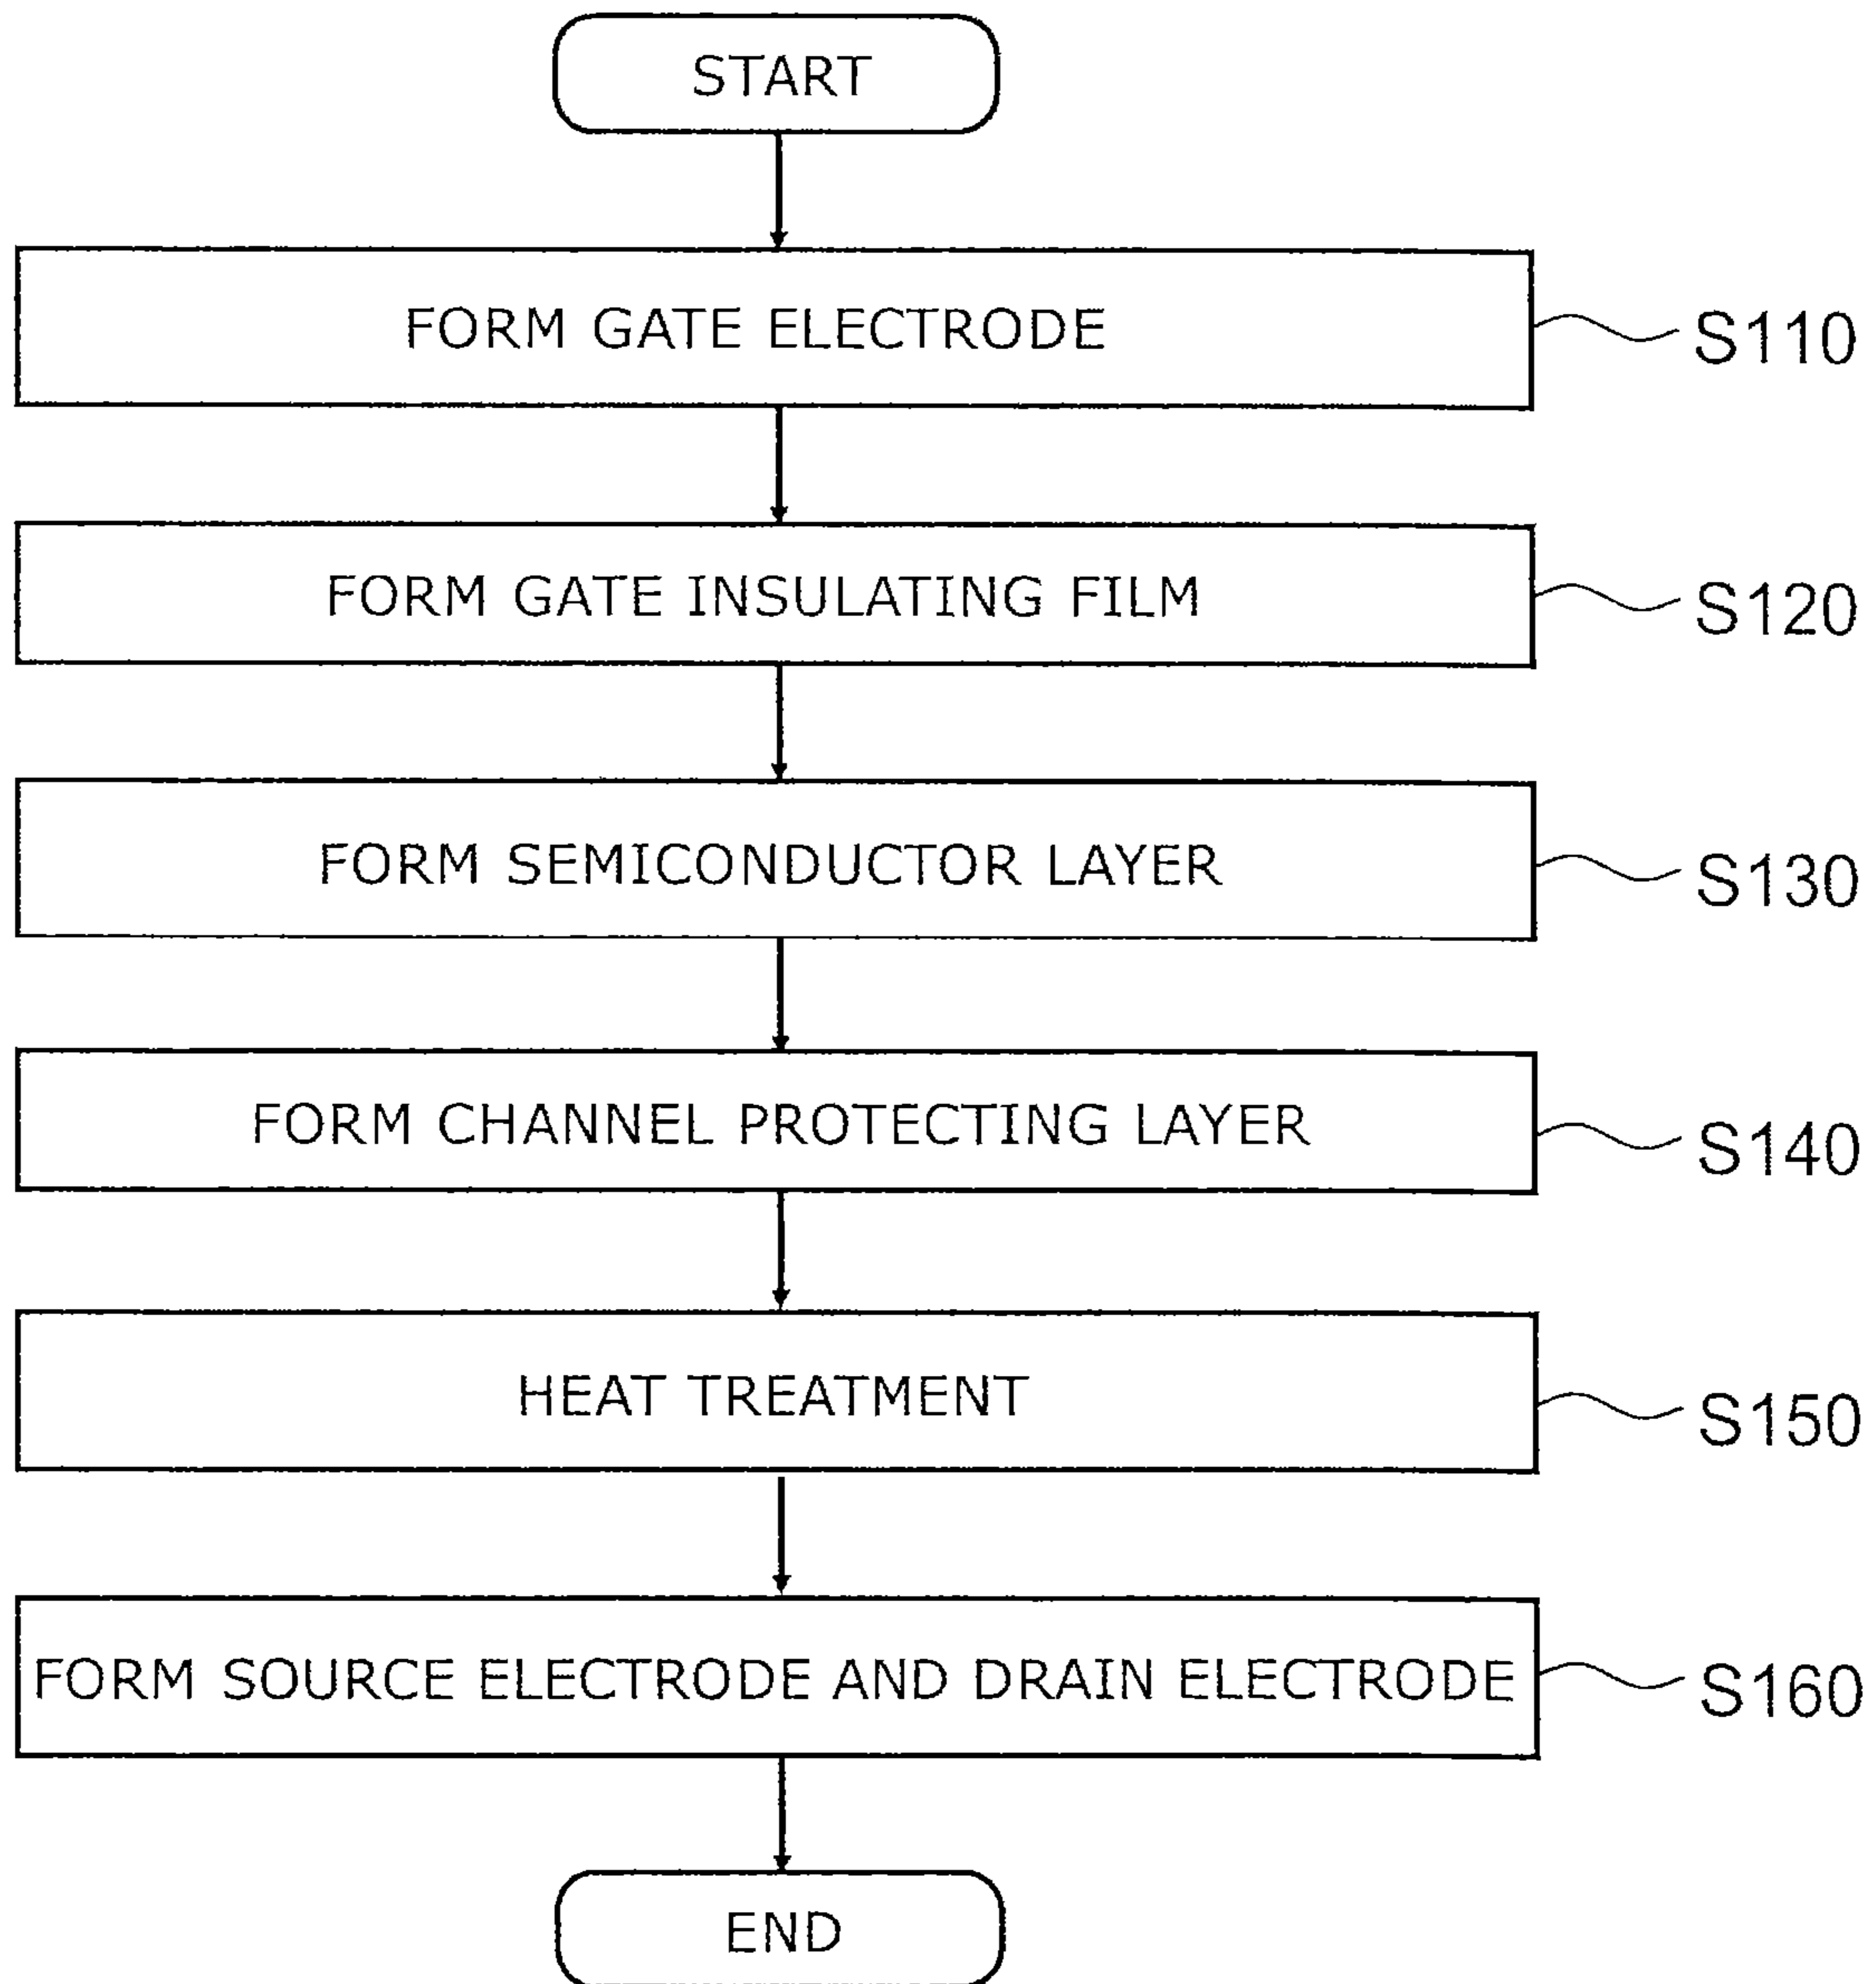 START
FORM GATE ELECTRODE
S110
FORM GATE INSULATING FILM
S120
FORM SEMICONDUCTOR LAYER
S130
FORM CHANNEL PROTECTING LAYER
S140
HEAT TREATMENT
S150
FORM SOURCE ELECTRODE AND DRAIN ELECTRODE
S160
END